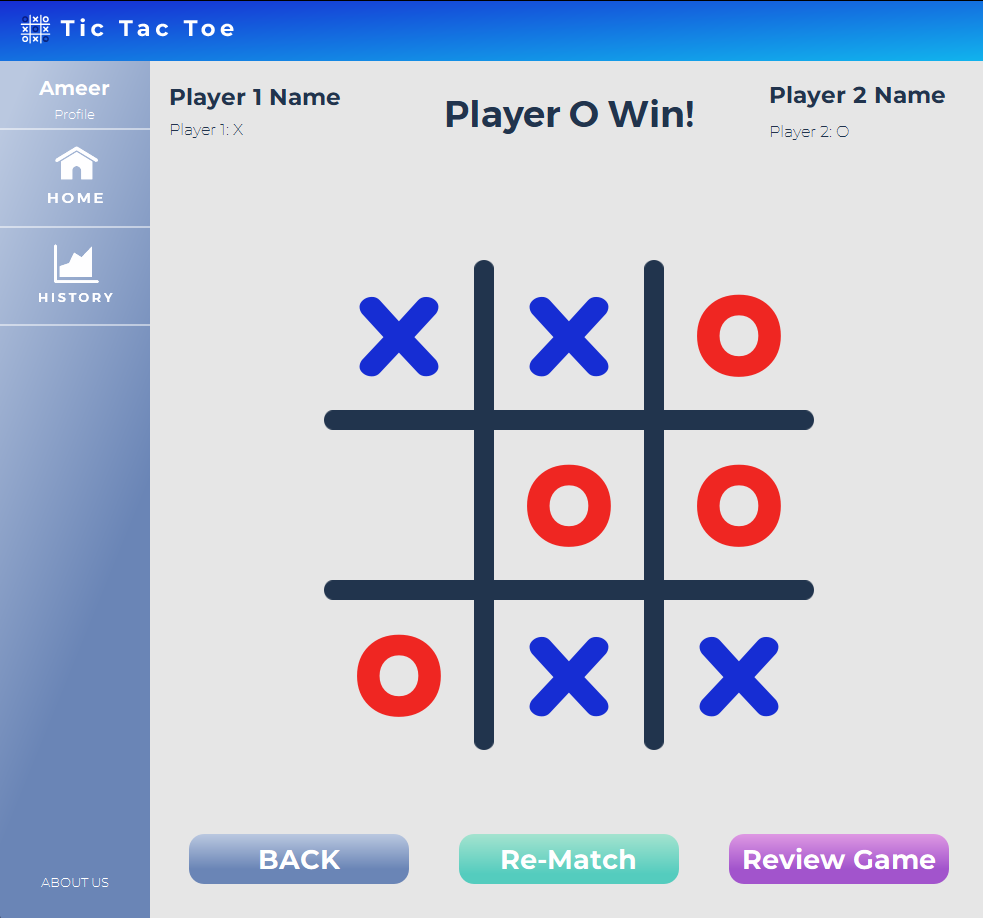 Tic Tac Toe
Ameer
Profile
HOME
HISTORY
ABOUT US
Player 1 Name
Player 1: X
Player O Win!
Player 2 Name
Player 2: O
X X O
O O
O X X
BACK
Re-Match
Review Game